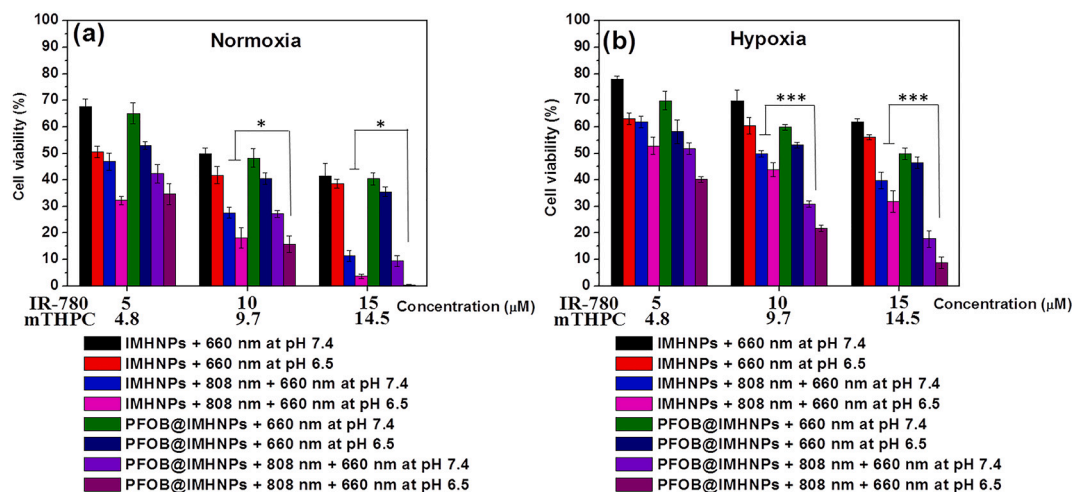 (a)
Normoxia
Cell viability (%)
100
90
80
70
60
50
40
30
20
10
0
*
*
IR-780 5 10 15 Concentration (μM)
mTHPC 4.8 9.7 14.5
IMHNPs + 660 nm at pH 7.4
IMHNPs + 660 nm at pH 6.5
IMHNPs + 808 nm + 660 nm at pH 7.4
IMHNPs + 808 nm + 660 nm at pH 6.5
PFOB@IMHNPs + 660 nm at pH 7.4
PFOB@IMHNPs + 660 nm at pH 6.5
PFOB@IMHNPs + 808 nm + 660 nm at pH 7.4
PFOB@IMHNPs + 808 nm + 660 nm at pH 6.5
(b)
Hypoxia
Cell viability (%)
100
90
80
70
60
50
40
30
20
10
0
***
***
IR-780 5 10 15 Concentration (μM)
mTHPC 4.8 9.7 14.5
IMHNPs + 660 nm at pH 7.4
IMHNPs + 660 nm at pH 6.5
IMHNPs + 808 nm + 660 nm at pH 7.4
IMHNPs + 808 nm + 660 nm at pH 6.5
PFOB@IMHNPs + 660 nm at pH 7.4
PFOB@IMHNPs + 660 nm at pH 6.5
PFOB@IMHNPs + 808 nm + 660 nm at pH 7.4
PFOB@IMHNPs + 808 nm + 660 nm at pH 6.5